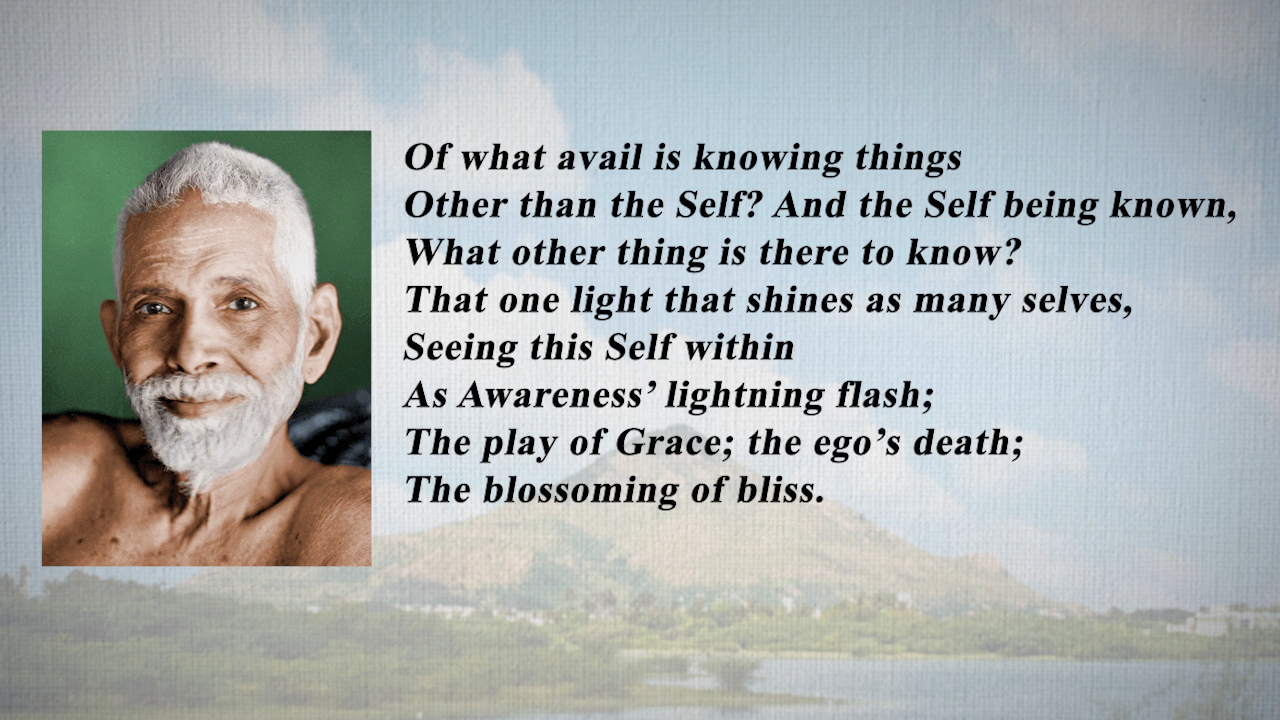 Of what avail is knowing things
Other than the Self? And the Self being known,
What other thing is there to know?
That one light that shines as many selves,
Seeing this Self within
As Awareness’ lightning flash;
The play of Grace; the ego’s death;
The blossoming of bliss.